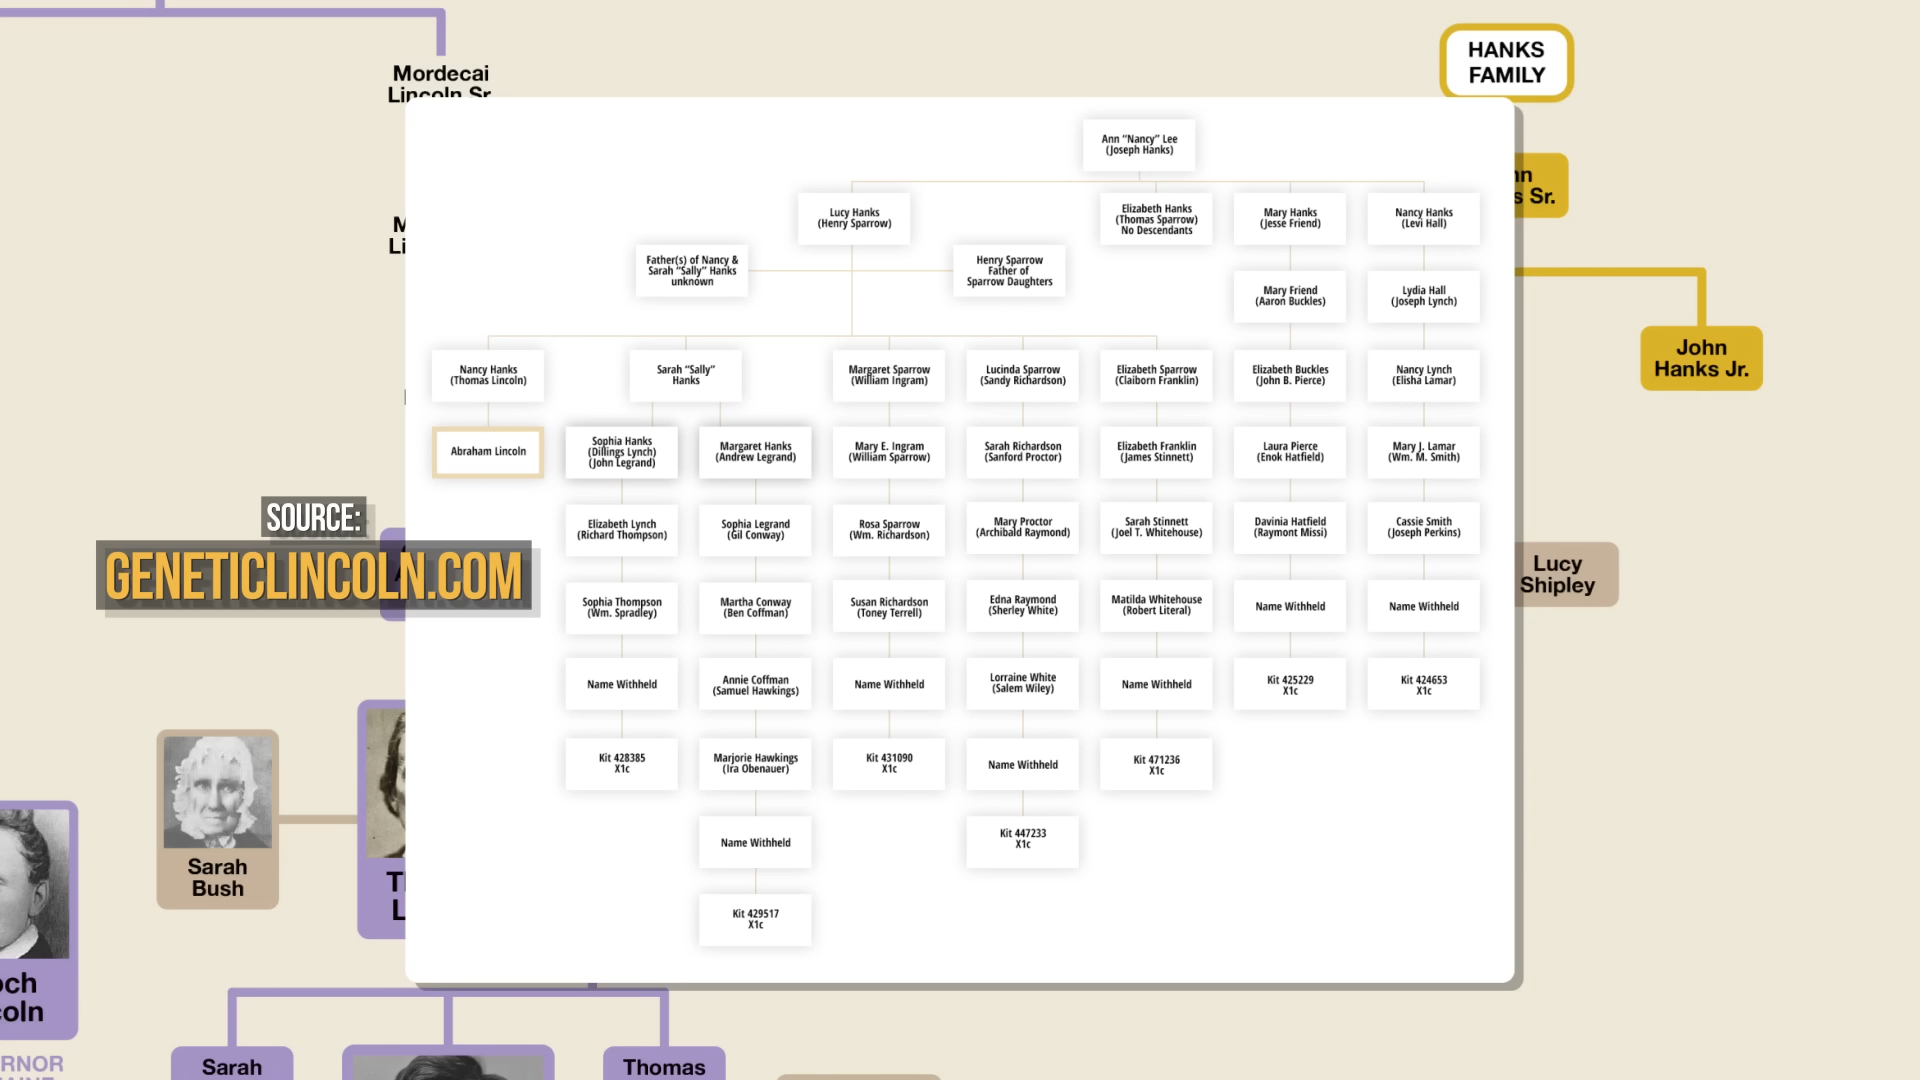 Mordecai
Lincoln Sr.
HANKS
FAMILY
s Sr.
John
Hanks Jr.
Lucy
Shipley
Ann “Nancy” Lee
(Joseph Hanks)
Lucy Hanks
(Henry Sparrow)
Elizabeth Hanks
(Thomas Sparrow)
No Descendants
Mary Hanks
(Jesse Friend)
Nancy Hanks
(Levi Hall)
Father(s) of Nancy &
Sarah “Sally” Hanks
unknown
Henry Sparrow
Father of
Sparrow Daughters
Mary Friend
(Aaron Buckles)
Lydia Hall
(Joseph Lynch)
Nancy Hanks
(Thomas Lincoln)
Sarah “Sally”
Hanks
Margaret Sparrow
(William Ingram)
Lucinda Sparrow
(Sandy Richardson)
Elizabeth Sparrow
(Claiborn Franklin)
Elizabeth Buckles
(John B. Pierce)
Nancy Lynch
(Elisha Lamar)
Abraham Lincoln
Sophia Hanks
(Dillings Lynch)
(John Legrand)
Margaret Hanks
(Andrew Legrand)
Mary E. Ingram
(William Sparrow)
Sarah Richardson
(Sanford Proctor)
Elizabeth Franklin
(James Stinnett)
Laura Pierce
(Enok Hatfield)
Mary J. Lamar
(Wm. M. Smith)
Elizabeth Lynch
(Richard Thompson)
Sophia Legrand
(Gil Conway)
Rosa Sparrow
(Wm. Richardson)
Mary Proctor
(Archibald Raymond)
Sarah Stinnett
(Joel T. Whitehouse)
Davinia Hatfield
(Raymont Missi)
Cassie Smith
(Joseph Perkins)
Sophia Thompson
(Wm. Spradley)
Martha Conway
(Ben Coffman)
Susan Richardson
(Toney Terrell)
Edna Raymond
(Sherley White)
Matilda Whitehouse
(Robert Literal)
Name Withheld
Name Withheld
Name Withheld
Annie Coffman
(Samuel Hawkings)
Name Withheld
Lorraine White
(Salem Wiley)
Name Withheld
Kit 425229
X1c
Kit 424653
X1c
Kit 428385
X1c
Marjorie Hawkings
(Ira Obenauer)
Kit 431090
X1c
Name Withheld
Kit 471236
X1c
Name Withheld
Kit 447233
X1c
Kit 429517
X1c
SOURCE:
GENETICLINCOLN.COM
Sarah
Bush
Sarah
Thomas